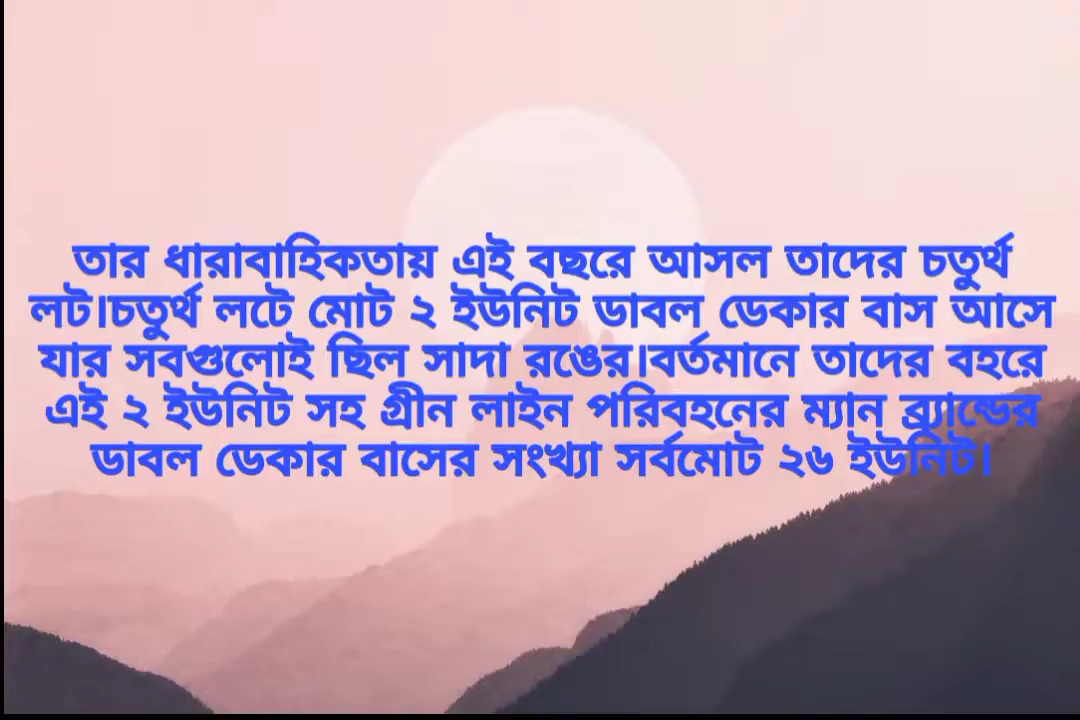 তার ধারাবাহিকতায় এই বছরে আসল তাদের চতুর্থ
লট।চতুর্থ লটে মোট ২ ইউনিট ডাবল ডেকার বাস আসে
যার সবগুলোই ছিল সাদা রঙের।বর্তমানে তাদের বহরে
এই ২ ইউনিট সহ গ্রীন লাইন পরিবহনের ম্যান ব্র্যান্ডের
ডাবল ডেকার বাসের সংখ্যা সর্বমোট ২৬ ইউনিট।